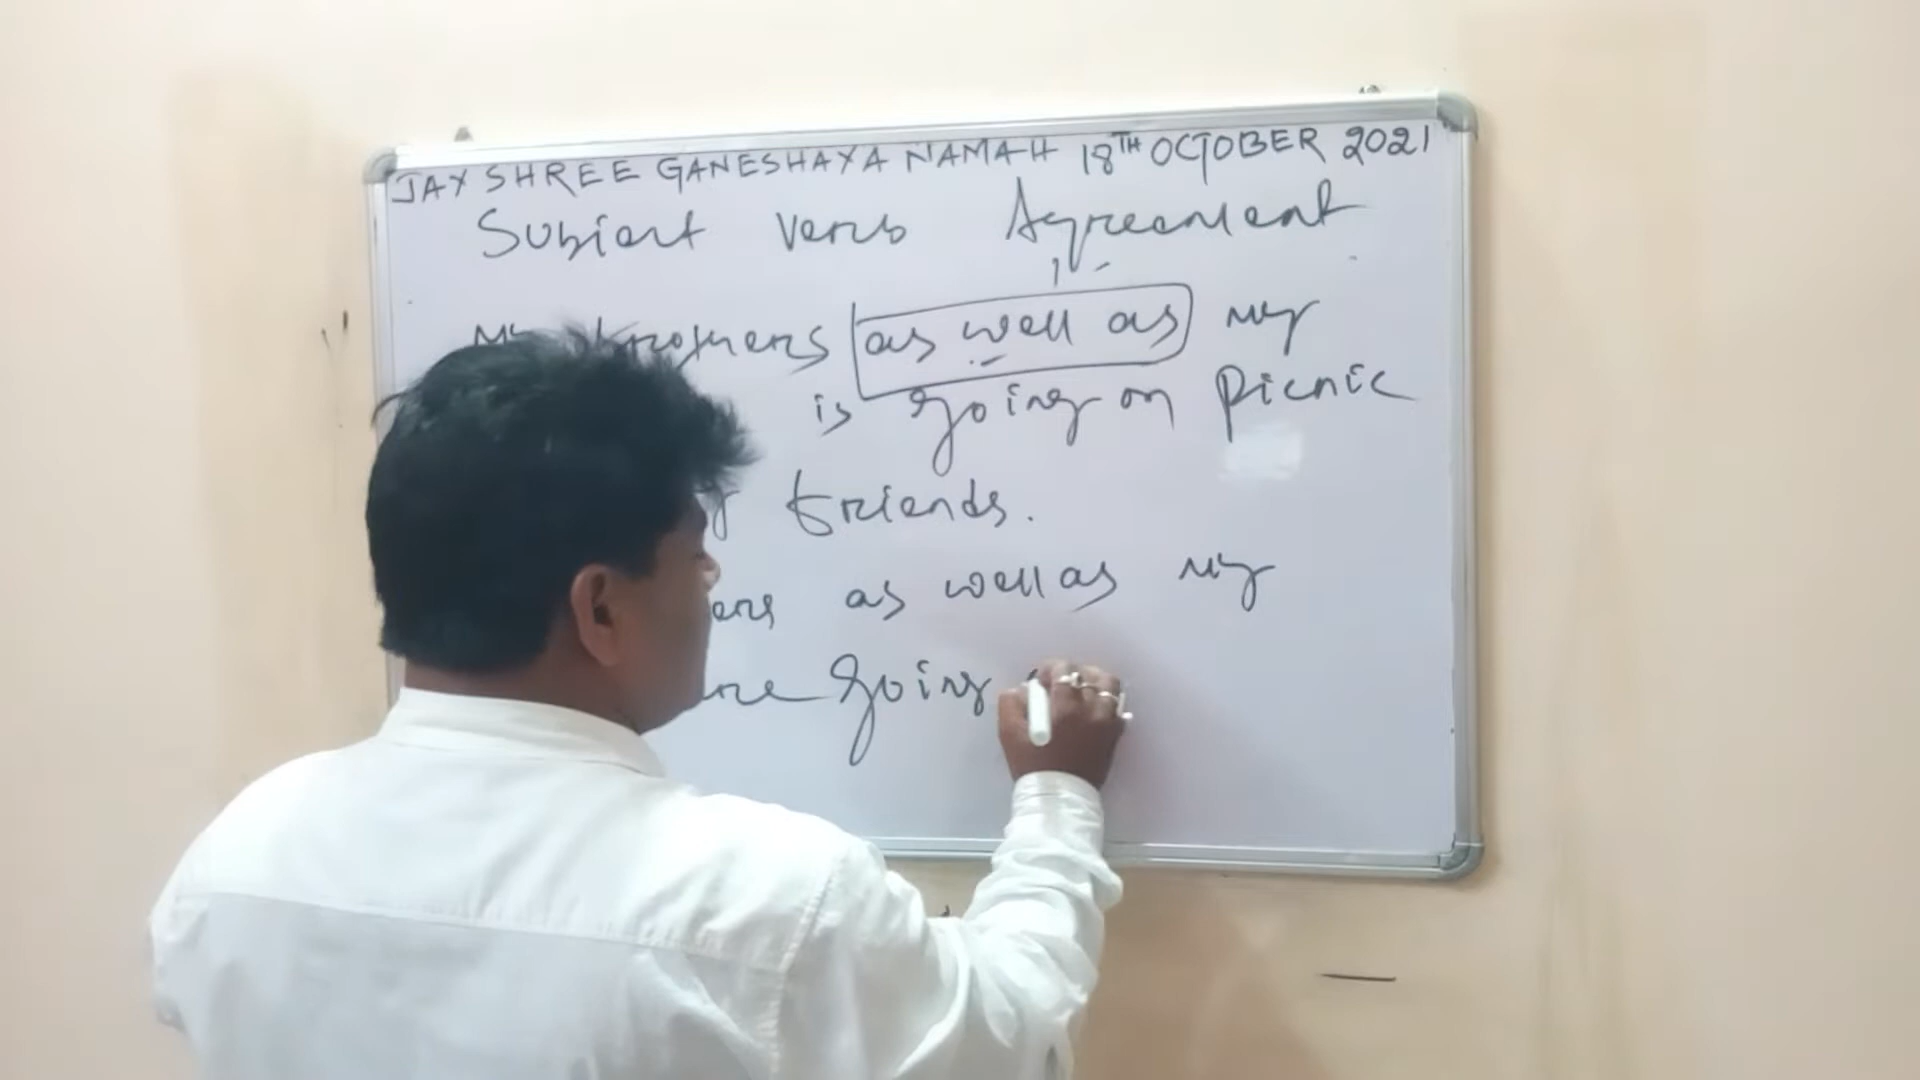 JAY SHREE GANESHAYA NAMAH 18TH OCTOBER 2021
Subject Verb Agreement
My brothers as well as my
is going on Picnic
friends.
as well as my
are going